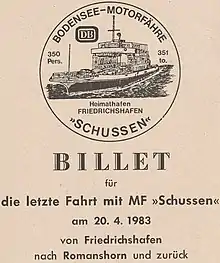 BODENSEE-MOTORFÄHRE
DB
350
Pers.
351
to.
Heimathafen
FRIEDRICHSHAFEN
»SCHUSSEN«
BILLET
für
die letzte Fahrt mit MF »Schussen«
am 20. 4. 1983
von Friedrichshafen
nach Romanshorn und zurück